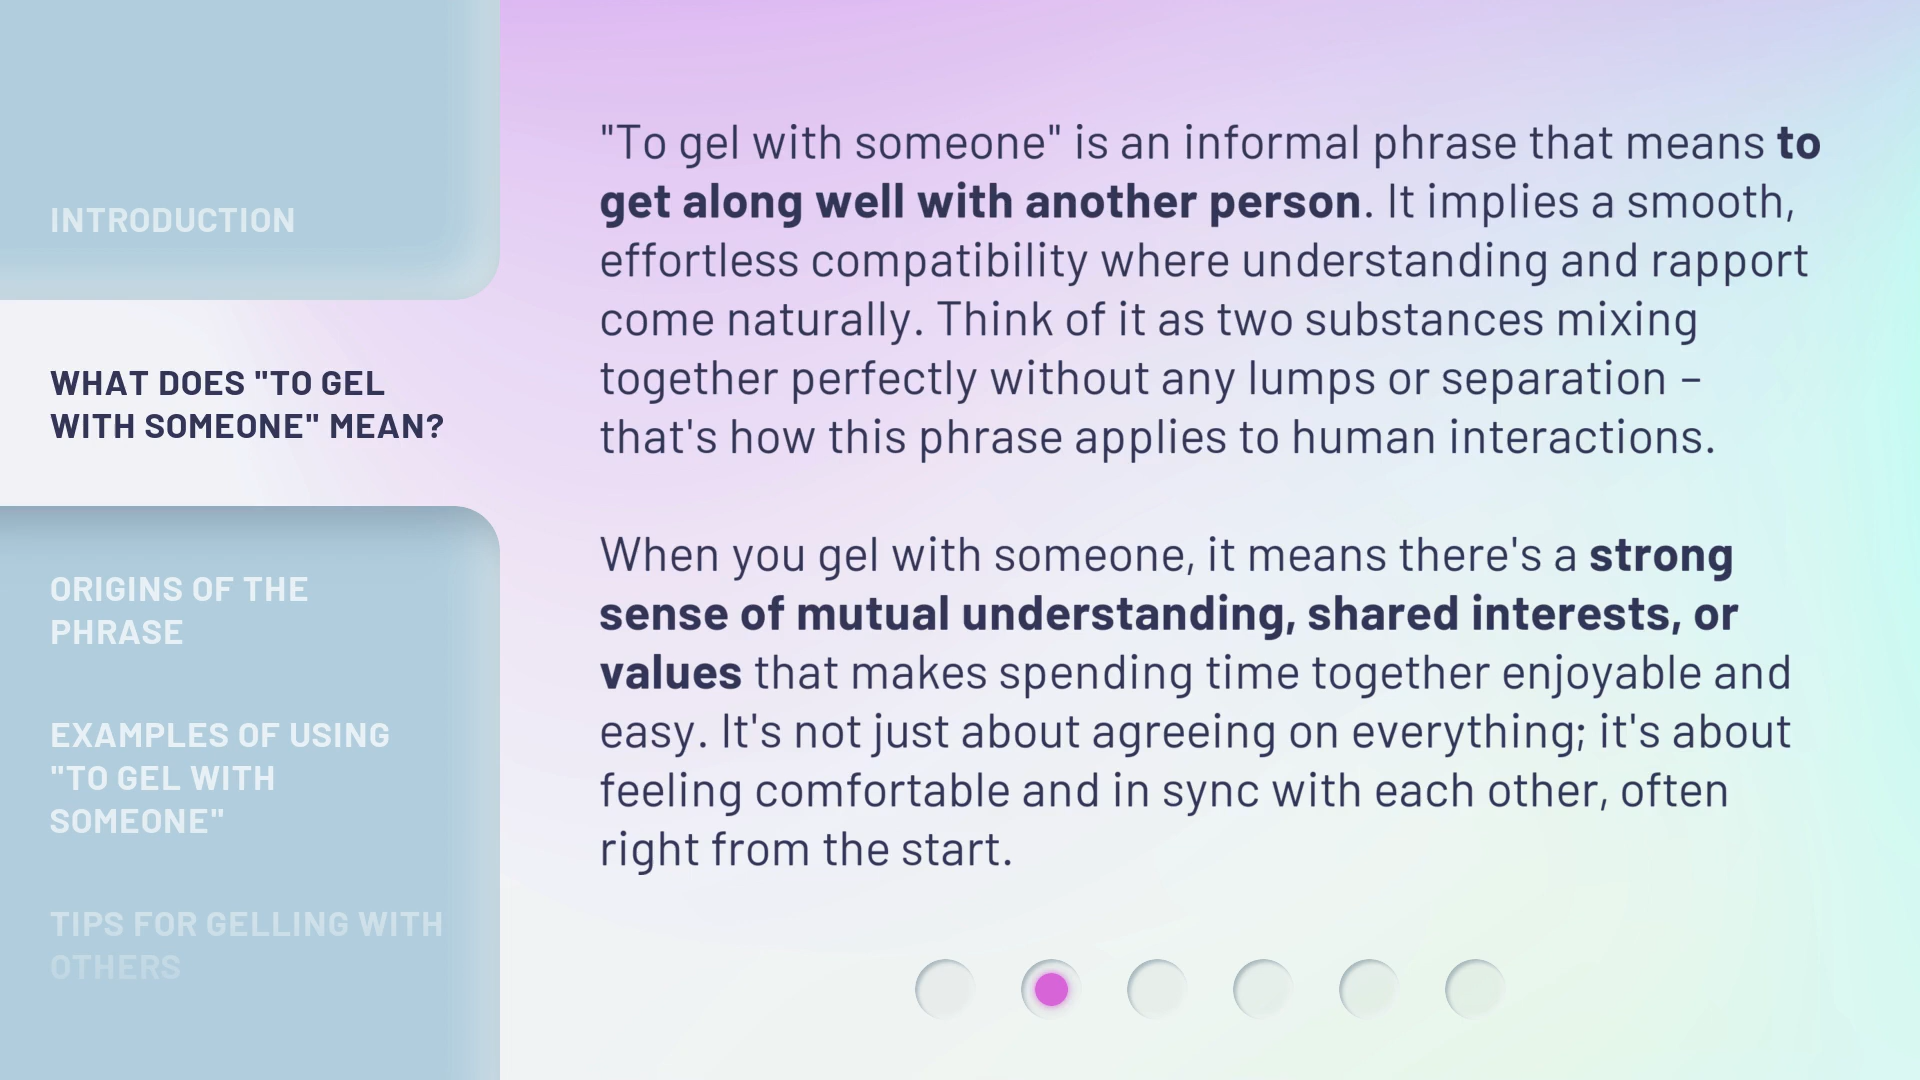 INTRODUCTION
WHAT DOES "TO GEL
WITH SOMEONE" MEAN?
ORIGINS OF THE
PHRASE
EXAMPLES OF USING
"TO GEL WITH
SOMEONE"
TIPS FOR GELLING WITH
OTHERS
"To gel with someone" is an informal phrase that means to
get along well with another person. It implies a smooth,
effortless compatibility where understanding and rapport
come naturally. Think of it as two substances mixing
together perfectly without any lumps or separation –
that's how this phrase applies to human interactions.
When you gel with someone, it means there's a strong
sense of mutual understanding, shared interests, or
values that makes spending time together enjoyable and
easy. It's not just about agreeing on everything; it's about
feeling comfortable and in sync with each other, often
right from the start.